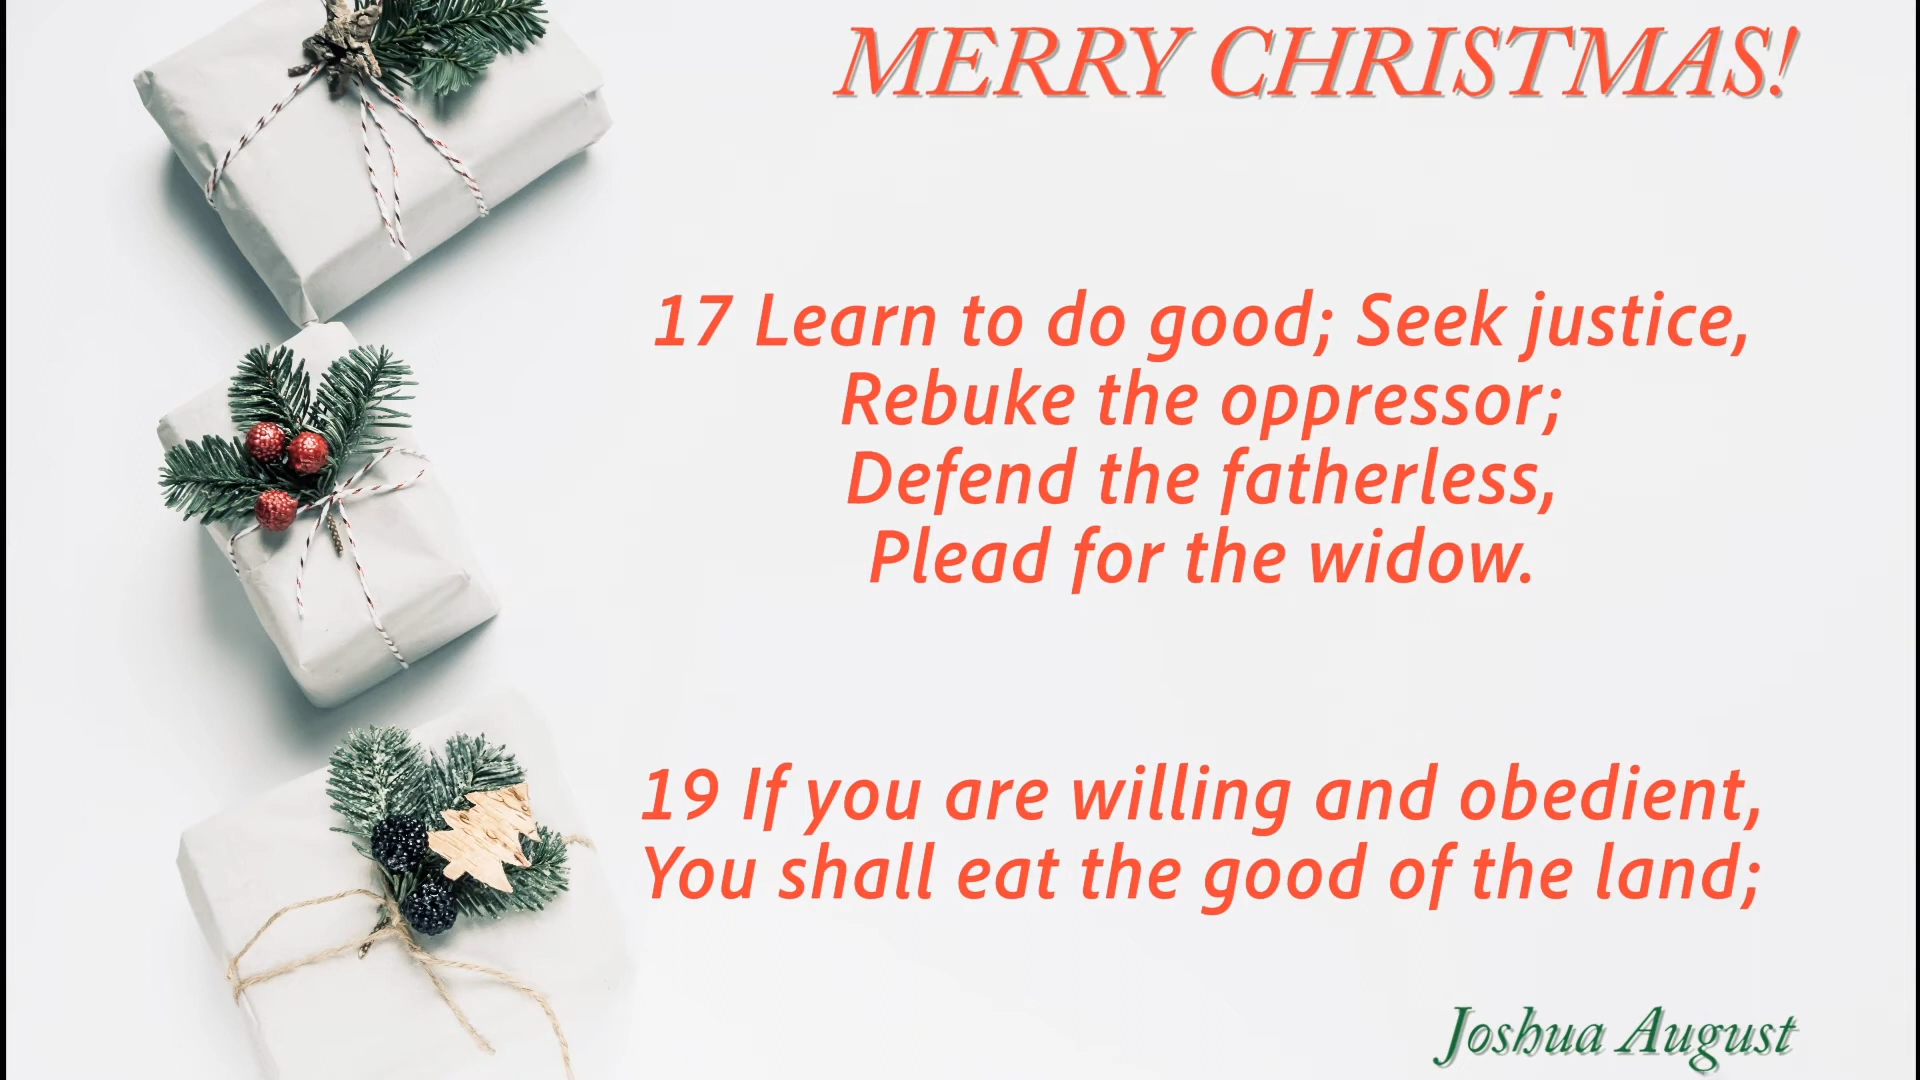 MERRY CHRISTMAS!
17 Learn to do good; Seek justice,
Rebuke the oppressor;
Defend the fatherless,
Plead for the widow.
19 If you are willing and obedient,
You shall eat the good of the land;
Joshua August